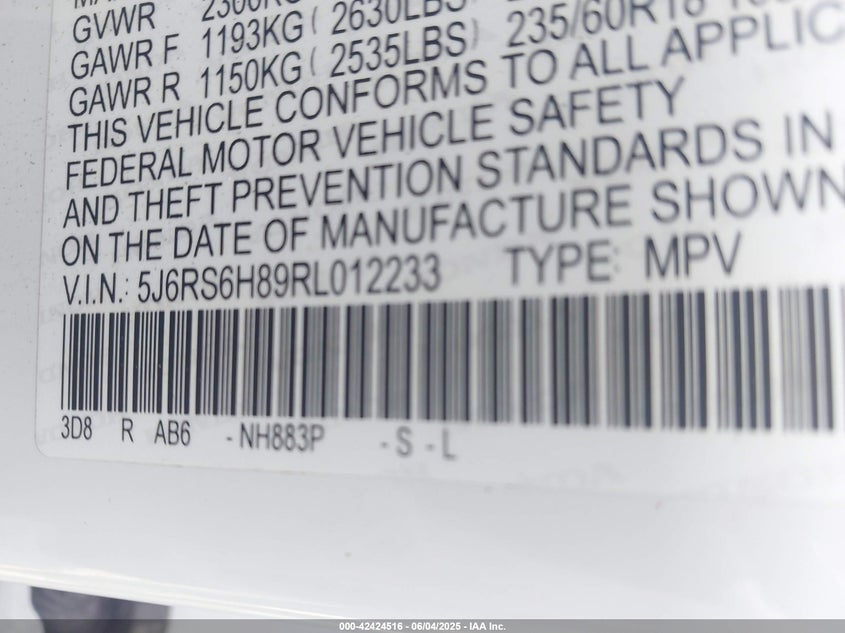 GVWR
GAWR F 1193KG ( 2630LBS)
GAWR R 1150KG ( 2535LBS) 235/60R18
THIS VEHICLE CONFORMS TO ALL APPLIC
FEDERAL MOTOR VEHICLE SAFETY
AND THEFT PREVENTION STANDARDS IN
ON THE DATE OF MANUFACTURE SHOWN
V.I.N.: 5J6RS6H89RL012233 TYPE: MPV
3D8 R AB6 -NH883P -S -L
000-42424516 - 06/04/2025 - IAA Inc.